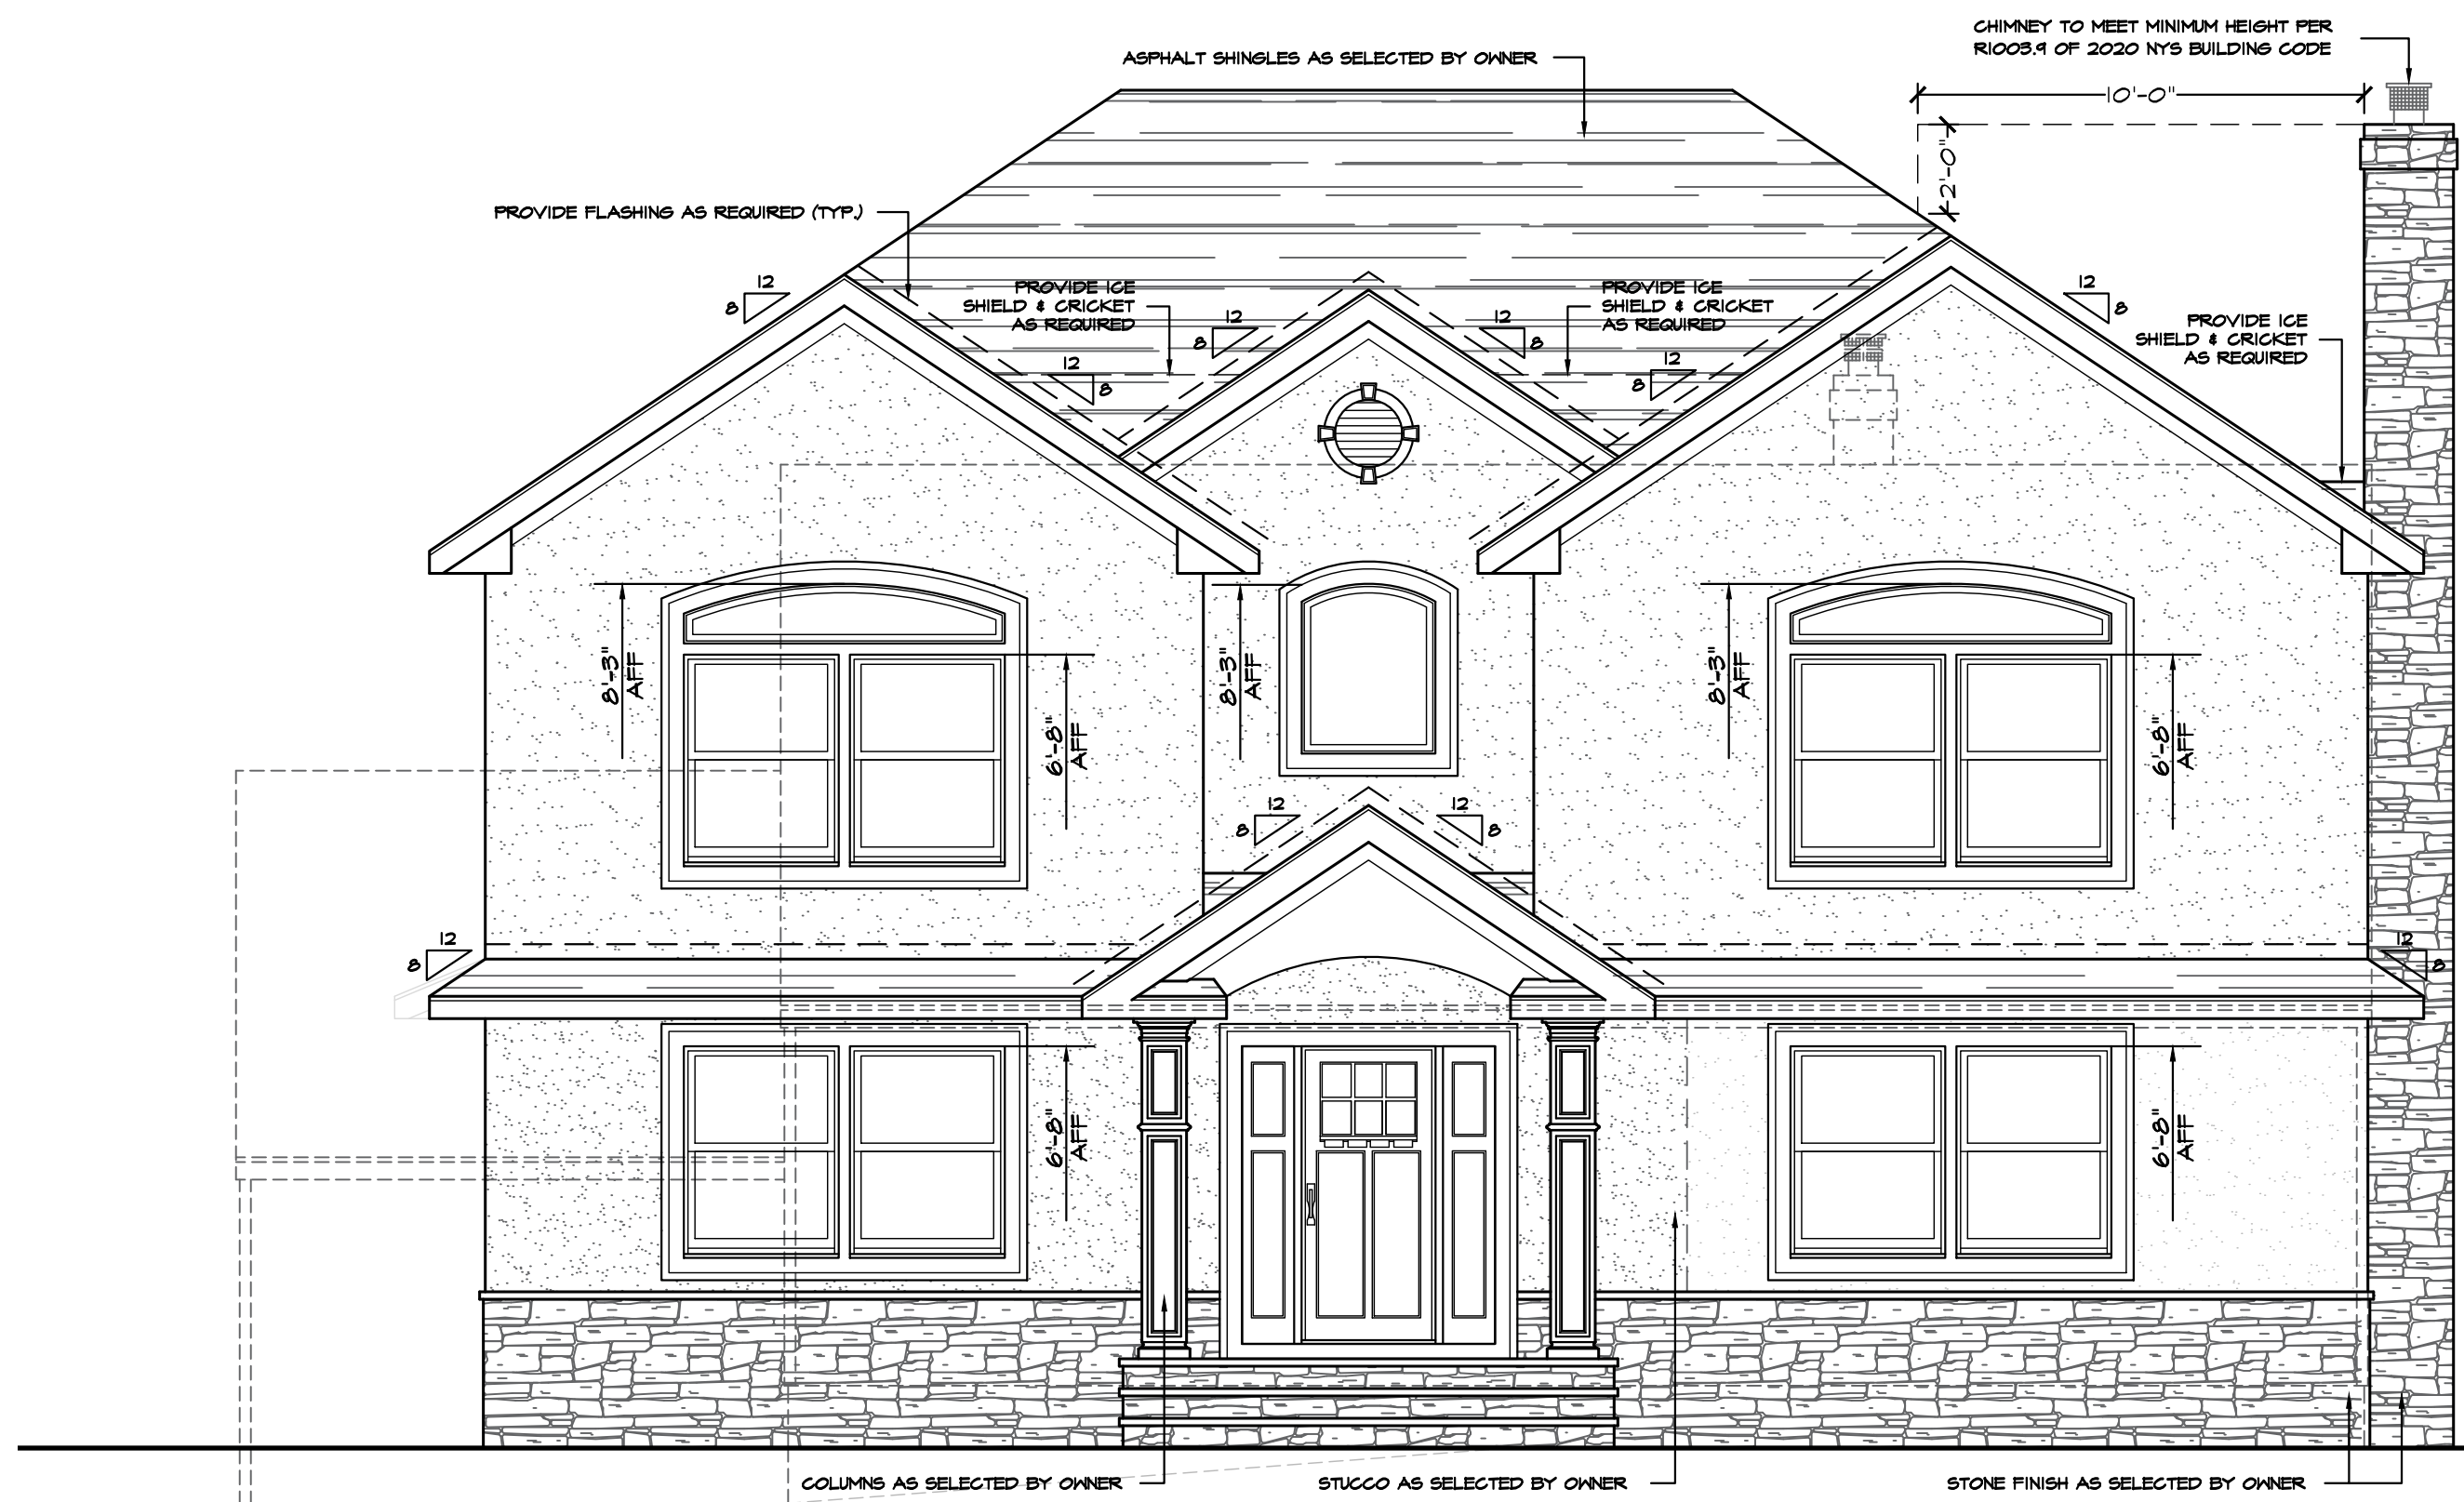 CHIMNEY TO MEET MINIMUM HEIGHT PER
R1003.9 OF 2020 NYS BUILDING CODE
ASPHALT SHINGLES AS SELECTED BY OWNER
10'-0"
2'-0"
PROVIDE FLASHING AS REQUIRED (TYP.)
12
8
PROVIDE ICE
SHIELD & CRICKET
AS REQUIRED
12
8
12
8
12
8
PROVIDE ICE
SHIELD & CRICKET
AS REQUIRED
12
8
12
8
PROVIDE ICE
SHIELD & CRICKET
AS REQUIRED
8'-3"
AFF
6'-8"
AFF
8'-3"
AFF
8'-3"
AFF
6'-8"
AFF
12
8
12
8
12
8
12
8
6'-8"
AFF
6'-8"
AFF
COLUMNS AS SELECTED BY OWNER
STUCCO AS SELECTED BY OWNER
STONE FINISH AS SELECTED BY OWNER